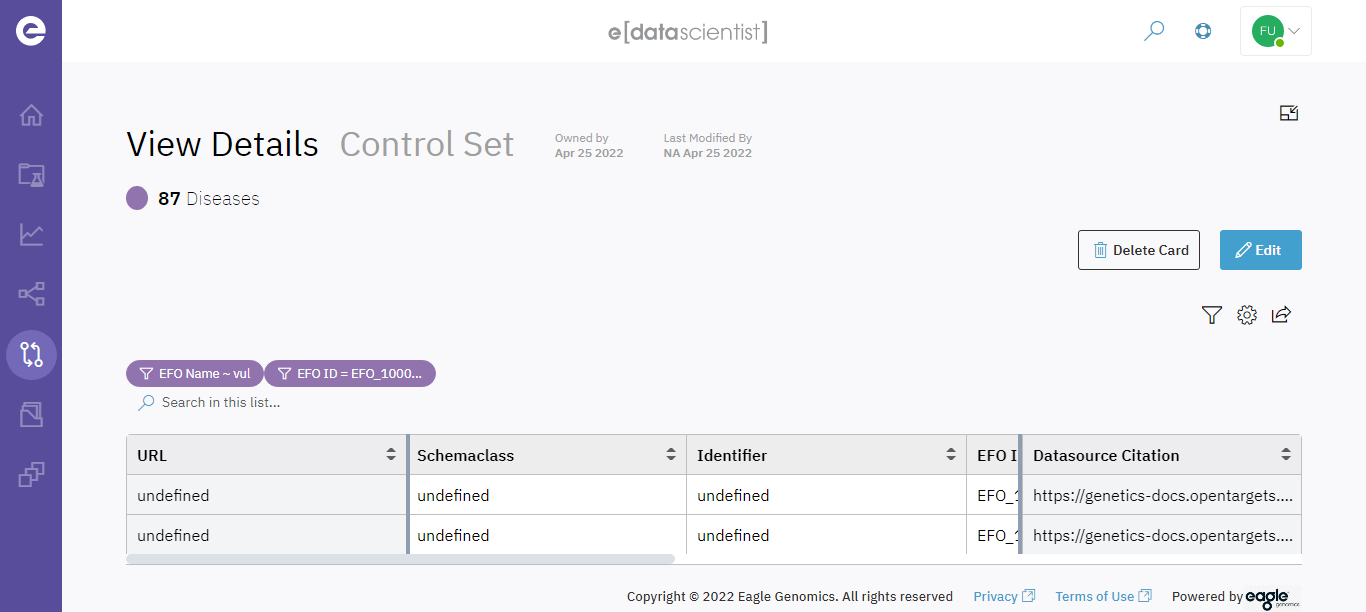 e[datascientist]
FU
View Details Control Set
Owned by
Apr 25 2022
Last Modified By
NA Apr 25 2022
87 Diseases
Delete Card
Edit
EFO Name ~ vul
EFO ID = EFO_1000...
Search in this list...
URL Schemaclass Identifier EFO I Datasource Citation
undefined undefined undefined EFO_1 https://genetics-docs.opentargets....
undefined undefined undefined EFO_1 https://genetics-docs.opentargets....
Copyright © 2022 Eagle Genomics. All rights reserved Privacy Terms of Use Powered by eagle genomics